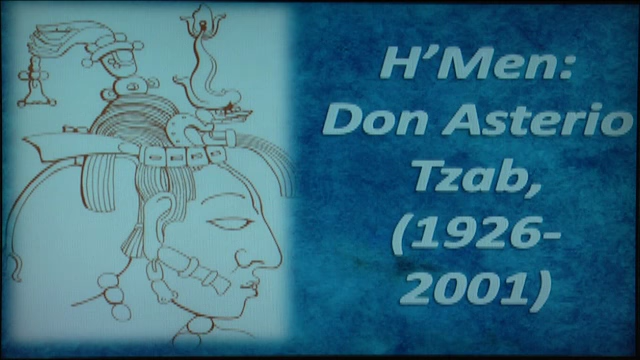 H'Men:
Don Asterio
Tzab,
(1926-
2001)